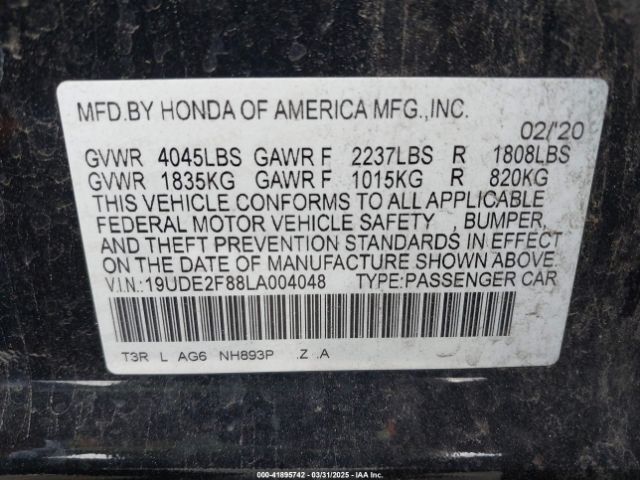 MFD.BY HONDA OF AMERICA MFG.,INC.
02/'20
GVWR 4045LBS GAWR F 2237LBS R 1808LBS
GVWR 1835KG GAWR F 1015KG R 820KG
THIS VEHICLE CONFORMS TO ALL APPLICABLE
FEDERAL MOTOR VEHICLE SAFETY , BUMPER,
AND THEFT PREVENTION STANDARDS IN EFFECT
ON THE DATE OF MANUFACTURE SHOWN ABOVE.
V.I.N.:19UDE2F88LA004048 TYPE:PASSENGER CAR
T3R L AG6 NH893P .Z .A
000-41895742 - 03/31/2025 - IAAI.COM